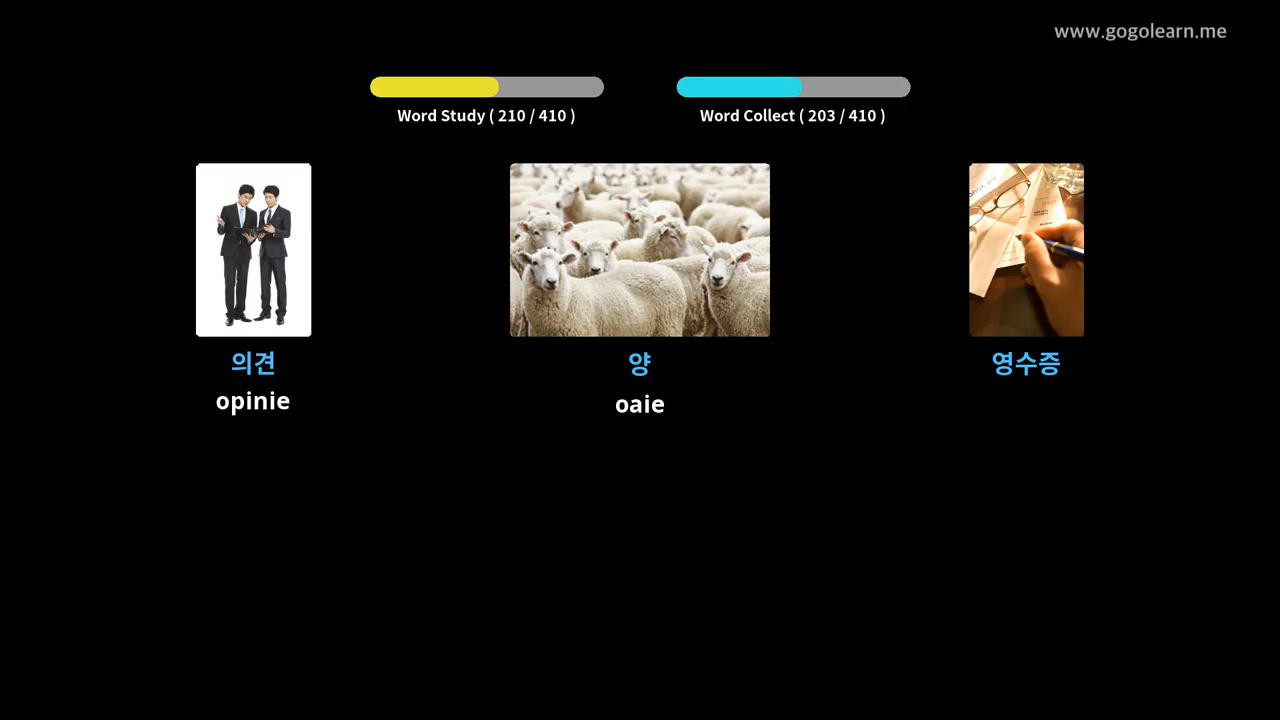 www.gogolearn.me
Word Study ( 210 / 410 )
Word Collect ( 203 / 410 )
의견
양
영수증
opinie
oaie